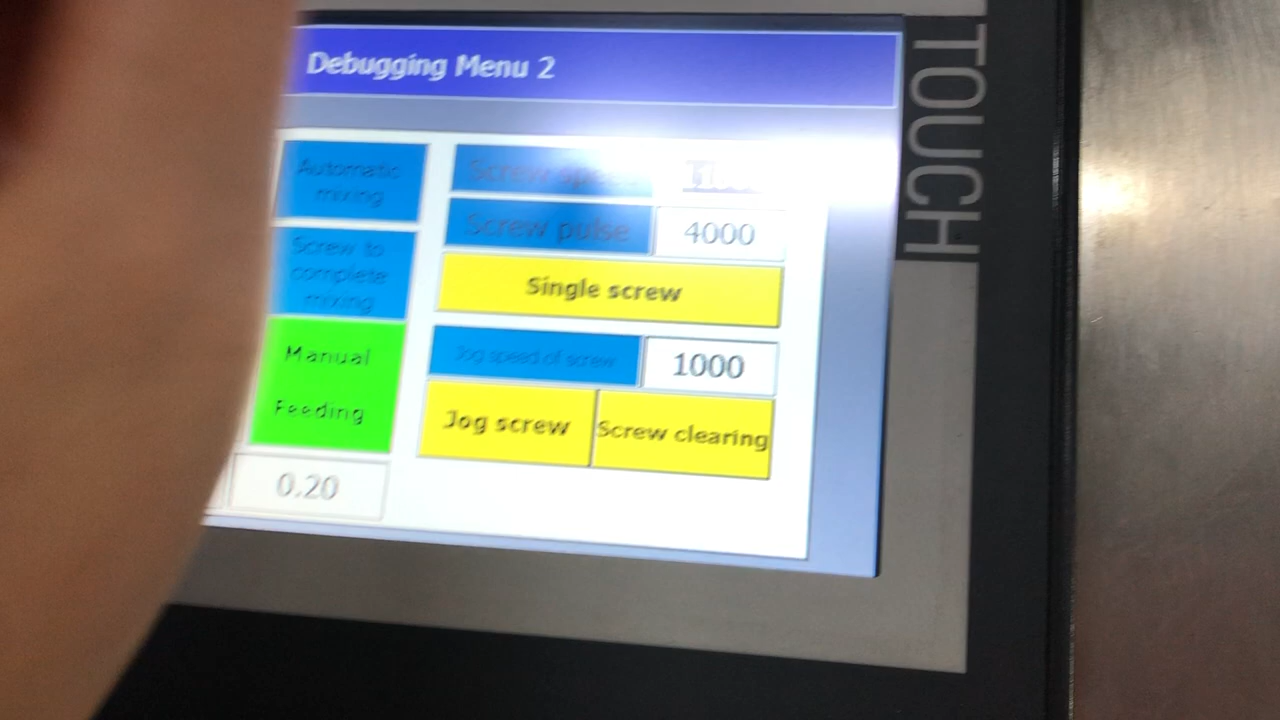 Debugging Menu 2
Automatic
mixing
Screw to
complete
mixing
Manual
Feeding
0.20
Screw
Screw pulse
4000
Single screw
Jog speed of screw
1000
Jog screw
Screw clearing
TOUCH